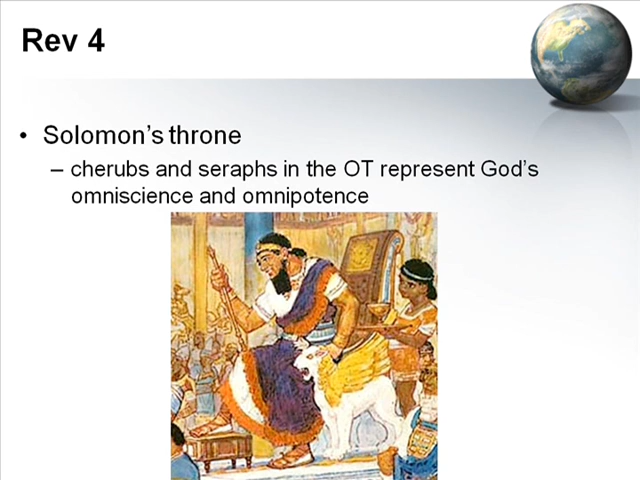 Rev 4
• Solomon's throne
– cherubs and seraphs in the OT represent God's
omniscience and omnipotence